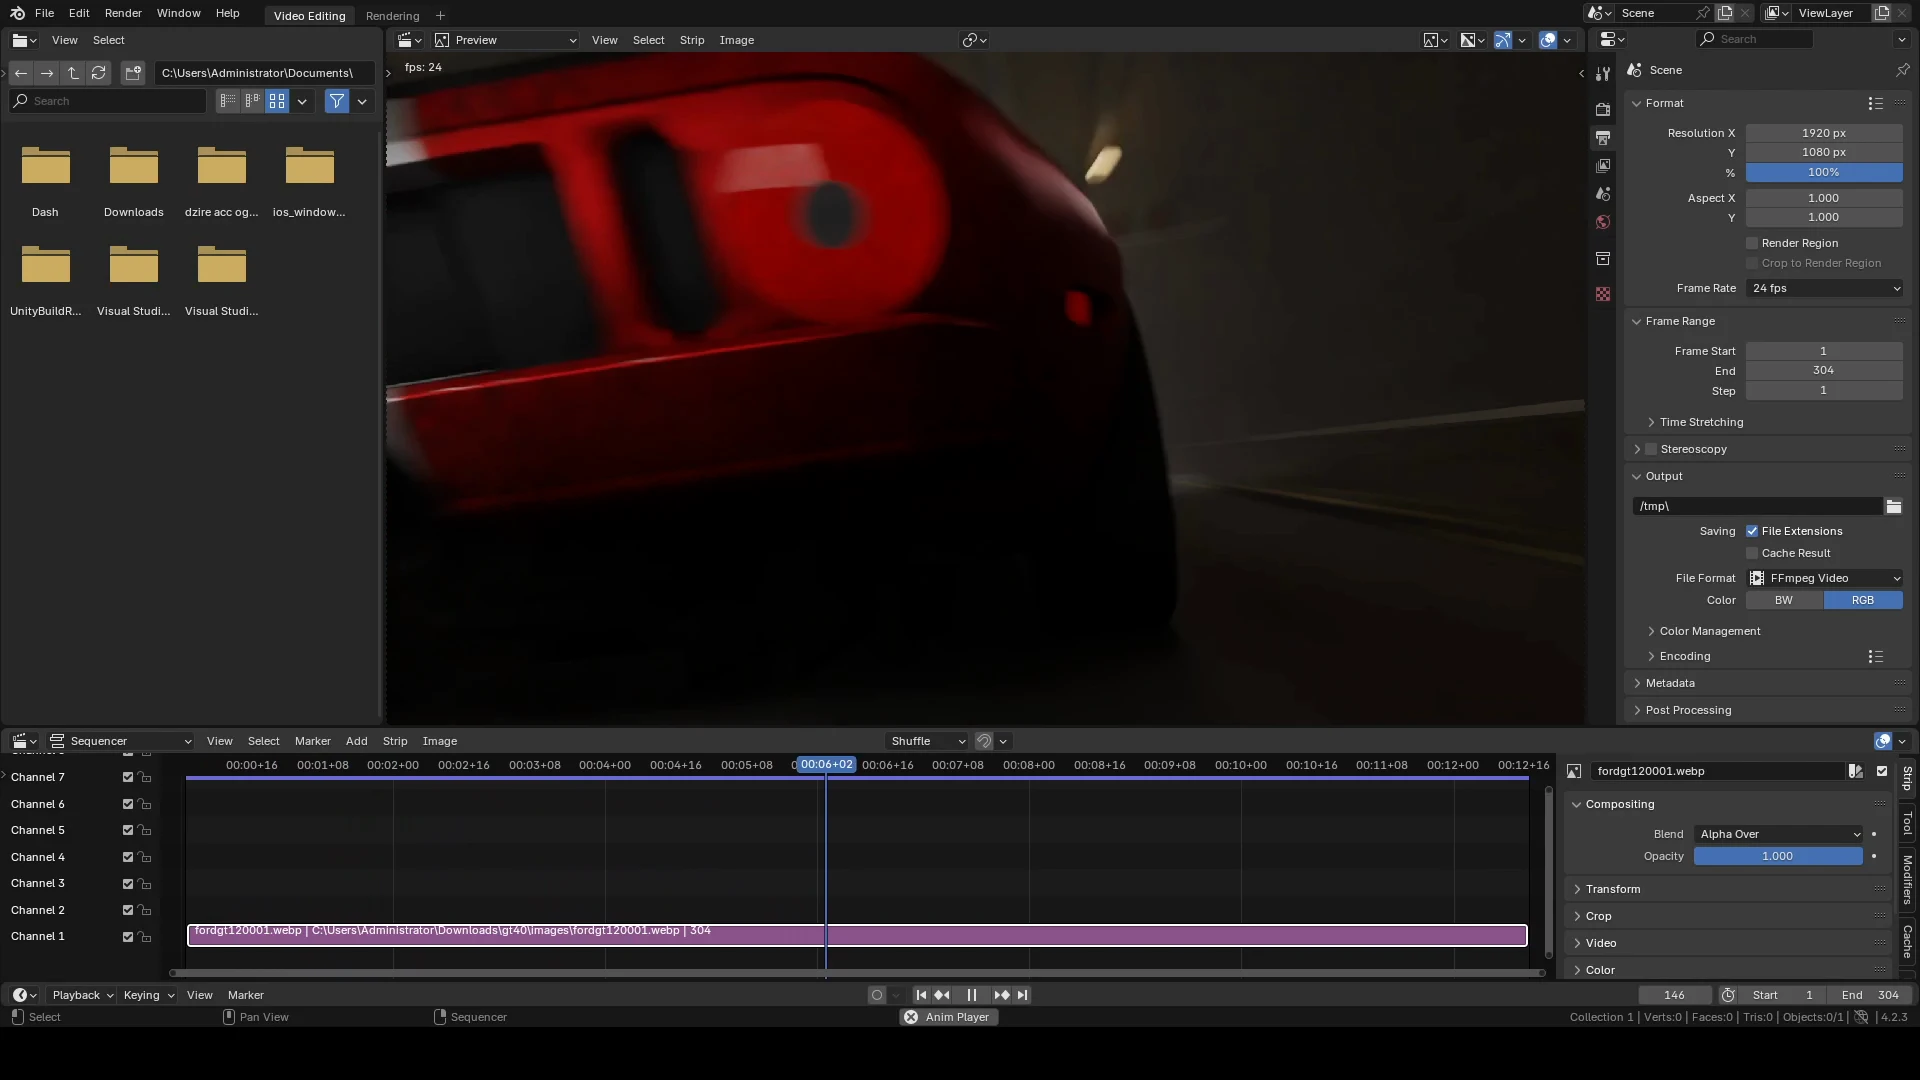 File Edit Render Window Help Video Editing Rendering + Scene ViewLayer
View Select Preview View Select Strip Image Search
fps: 24
C:\Users\Administrator\Documents\
Search
Dash Downloads dzire acc og... ios_window...
UnityBuildR... Visual Studi... Visual Studi...
Scene
Format
Resolution X 1920 px
Y 1080 px
% 100%
Aspect X 1.000
Y 1.000
Render Region
Crop to Render Region
Frame Rate 24 fps
Frame Range
Frame Start 1
End 304
Step 1
Time Stretching
Stereoscopy
Output
/tmp\
Saving File Extensions
Cache Result
File Format FFmpeg Video
Color BW RGB
Color Management
Encoding
Metadata
Post Processing
Sequencer View Select Marker Add Strip Image Shuffle
00:00+16 00:01+08 00:02+00 00:02+16 00:03+08 00:04+00 00:04+16 00:05+08 00:06+02 00:06+16 00:07+08 00:08+00 00:08+16 00:09+08 00:10+00 00:10+16 00:11+08 00:12+00 00:12+16
Channel 7
Channel 6
Channel 5
Channel 4
Channel 3
Channel 2
Channel 1
fordgt120001.webp | C:\Users\Administrator\Downloads\gt40\images\fordgt120001.webp | 304
fordgt120001.webp
Compositing
Blend Alpha Over
Opacity 1.000
Transform
Crop
Video
Color
Strip
Tool
Modifiers
Cache
Playback Keying View Marker 146 Start 1 End 304
Select Pan View Sequencer Anim Player Collection 1 | Verts:0 | Faces:0 | Tris:0 | Objects:0/1 | 4.2.3